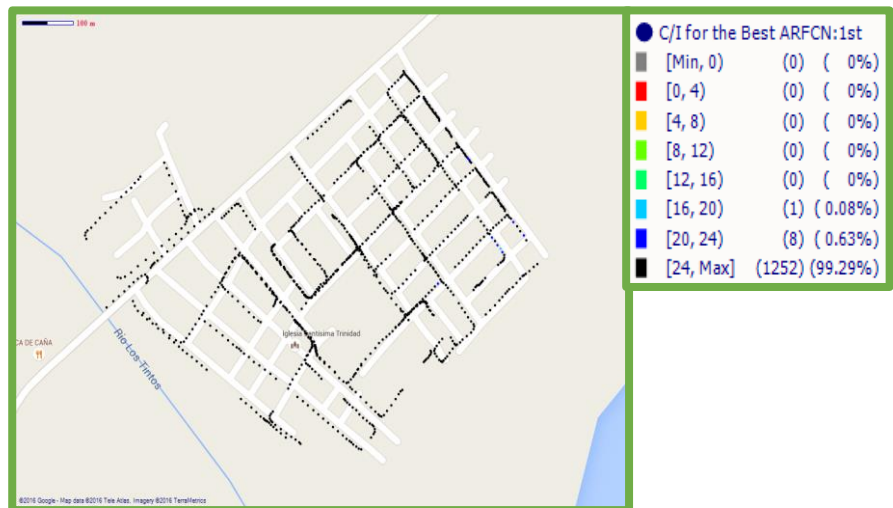 100 m
C/I for the Best ARFCN:1st
[Min, 0) (0) ( 0%)
[0, 4) (0) ( 0%)
[4, 8) (0) ( 0%)
[8, 12) (0) ( 0%)
[12, 16) (0) ( 0%)
[16, 20) (1) ( 0.08%)
[20, 24) (8) ( 0.63%)
[24, Max] (1252) (99.29%)
Iglesia Santisima Trinidad
CA DE CAÑA
Rio Los Tintos
©2016 Google - Map data ©2016 Tele Atlas, Imagery ©2016 TerraMetrics